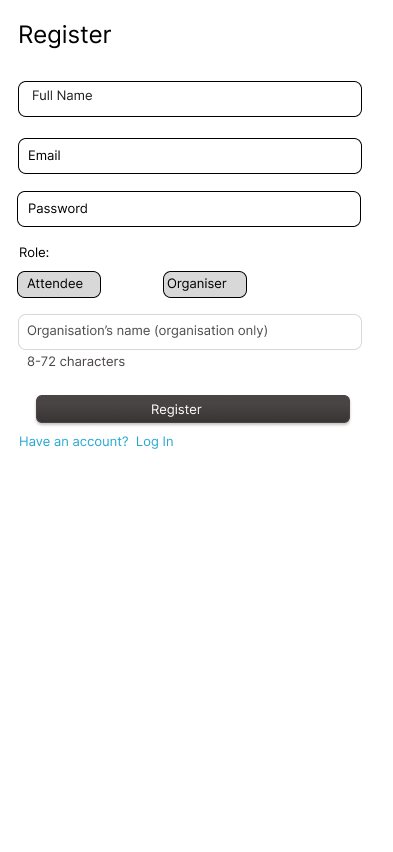 Register
Full Name
Email
Password
Role:
Attendee Organiser
Organisation's name (organisation only)
8-72 characters
Register
Have an account? Log In